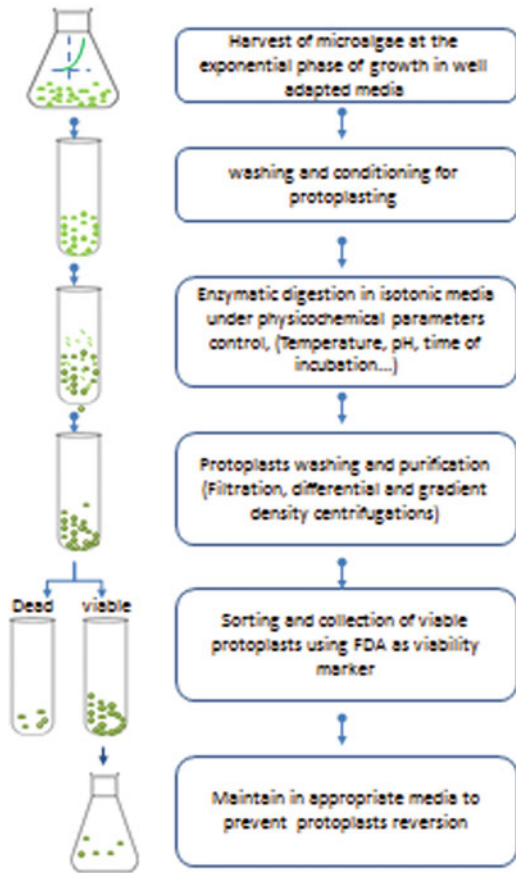 Harvest of microalgae at the
exponential phase of growth in well
adapted media
washing and conditioning for
protoplasting
Enzymatic digestion in isotonic media
under physicochemical parameters
control, (Temperature, pH, time of
incubation...)
Protoplasts washing and purification
(Filtration, differential and gradient
density centrifugations)
Dead viable
Sorting and collection of viable
protoplasts using FDA as viability
marker
Maintain in appropriate media to
prevent protoplasts reversion